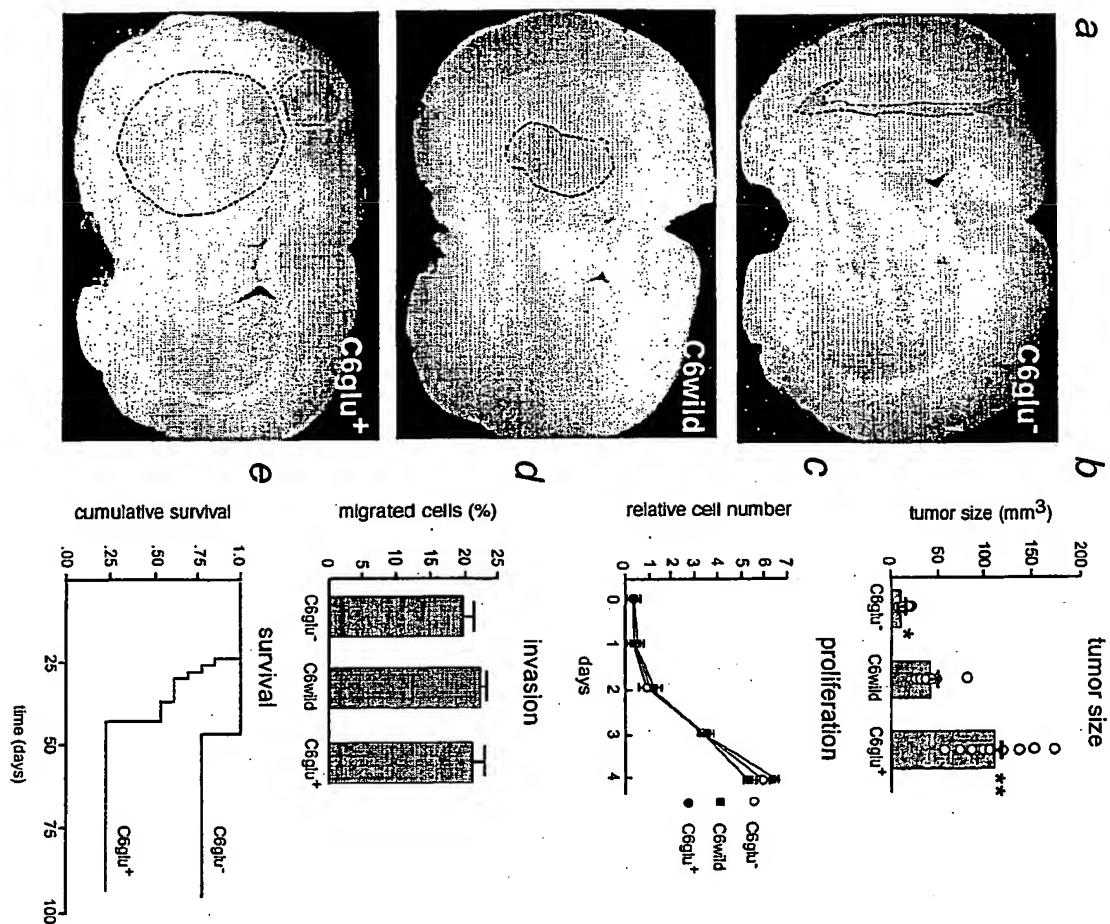 a
C6glu-
C6wild
C6glu+
b
tumor size
tumor size (mm3)
200
150
100
50
0
C6glu-
C6wild
C6glu+
*
**
c
proliferation
relative cell number
7
6
5
4
3
2
1
0
0
1
2
3
4
days
C6glu-
C6wild
C6glu+
d
invasion
migrated cells (%)
25
20
15
10
5
0
C6glu-
C6wild
C6glu+
e
survival
cumulative survival
1.0
.75
.50
.25
.00
25
50
75
100
time (days)
C6glu-
C6glu+